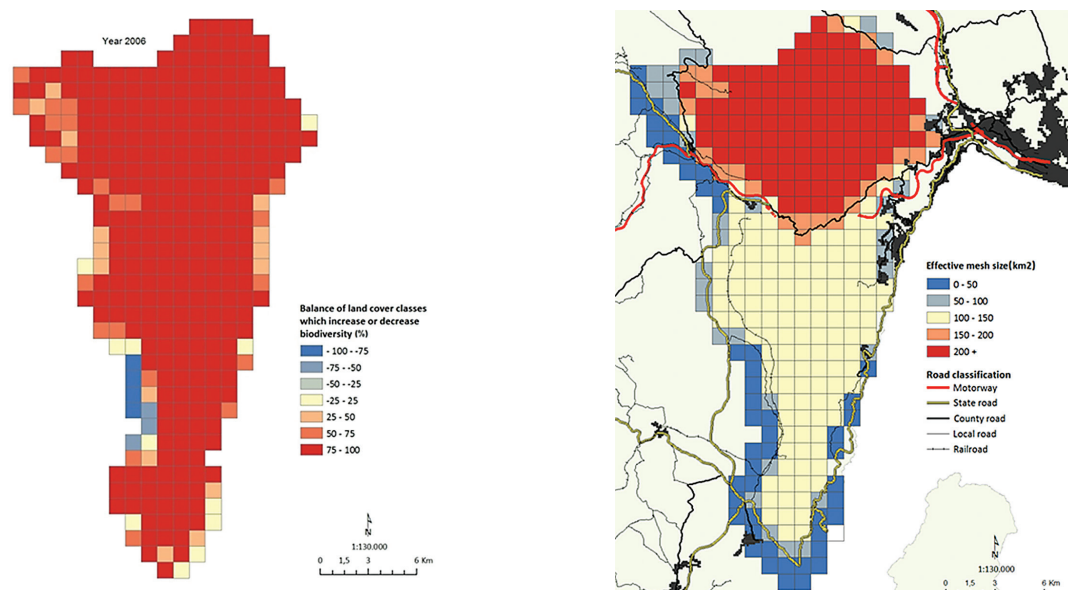 Year 2006
Balance of land cover classes
which increase or decrease
biodiversity (%)
- 100 - -75
-75 - -50
-50 - -25
-25 - 25
25 - 50
50 - 75
75 - 100
N
1:130.000
0 1,5 3 6 Km
Effective mesh size(km2)
0 - 50
50 - 100
100 - 150
150 - 200
200 +
Road classification
Motorway
State road
County road
Local road
Railroad
N
1:130.000
0 1,5 3 6 Km